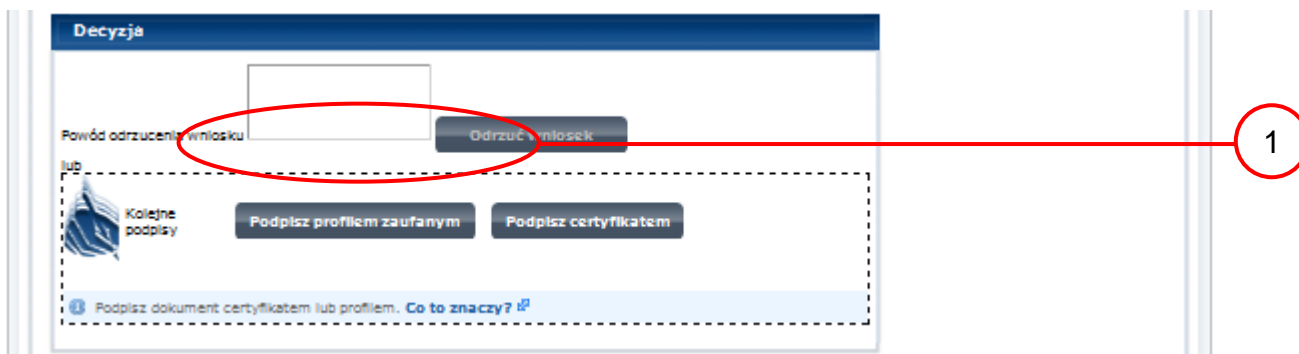 Decyzja
Powód odrzucenia wniosku
Odrzuć wniosek
lub
Kolejne
podpisy
Podpisz profilem zaufanym
Podpisz certyfikatem
Podpisz dokument certyfikatem lub profilem. Co to znaczy?
1